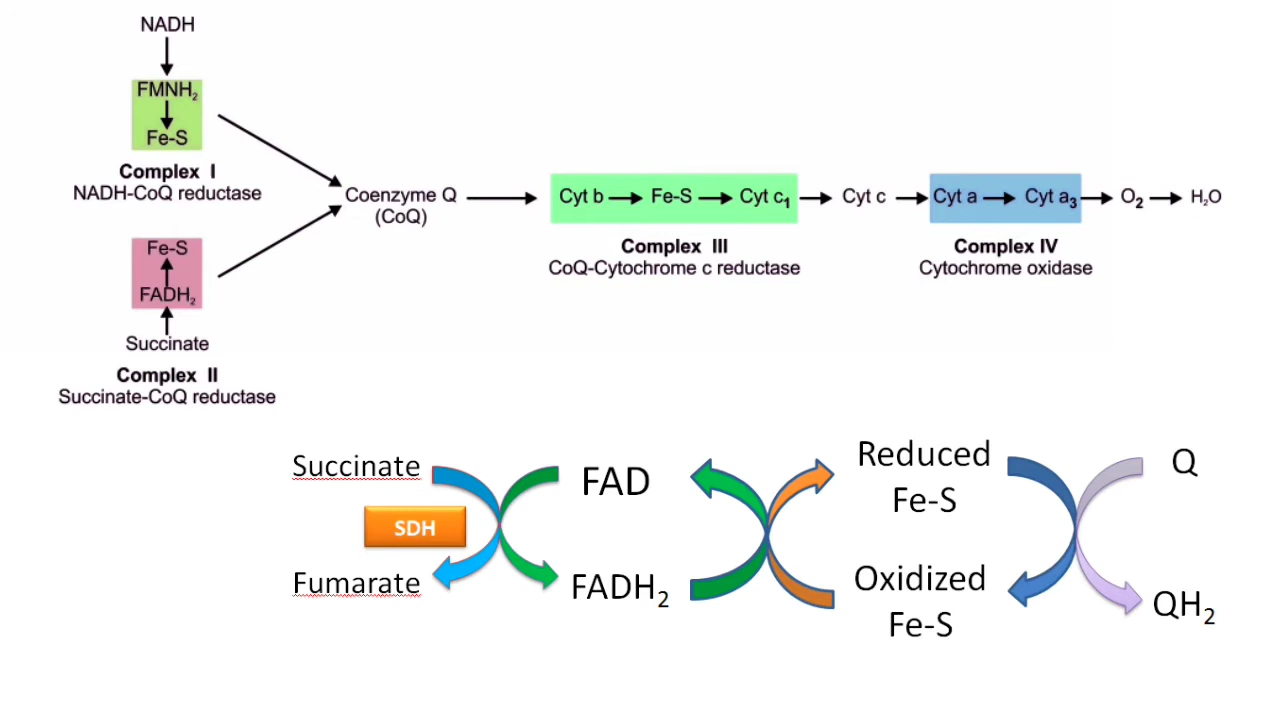 NADH
FMNH₂
Fe-S
Complex I
NADH-CoQ reductase
Coenzyme Q
(CoQ)
Cyt b Fe-S Cyt c₁ Cyt c Cyt a Cyt a₃ O₂ H₂O
Complex III
CoQ-Cytochrome c reductase
Complex IV
Cytochrome oxidase
Fe-S
FADH₂
Succinate
Complex II
Succinate-CoQ reductase
Succinate FAD Reduced Q
Fe-S
SDH
Fumarate FADH₂ Oxidized QH₂
Fe-S